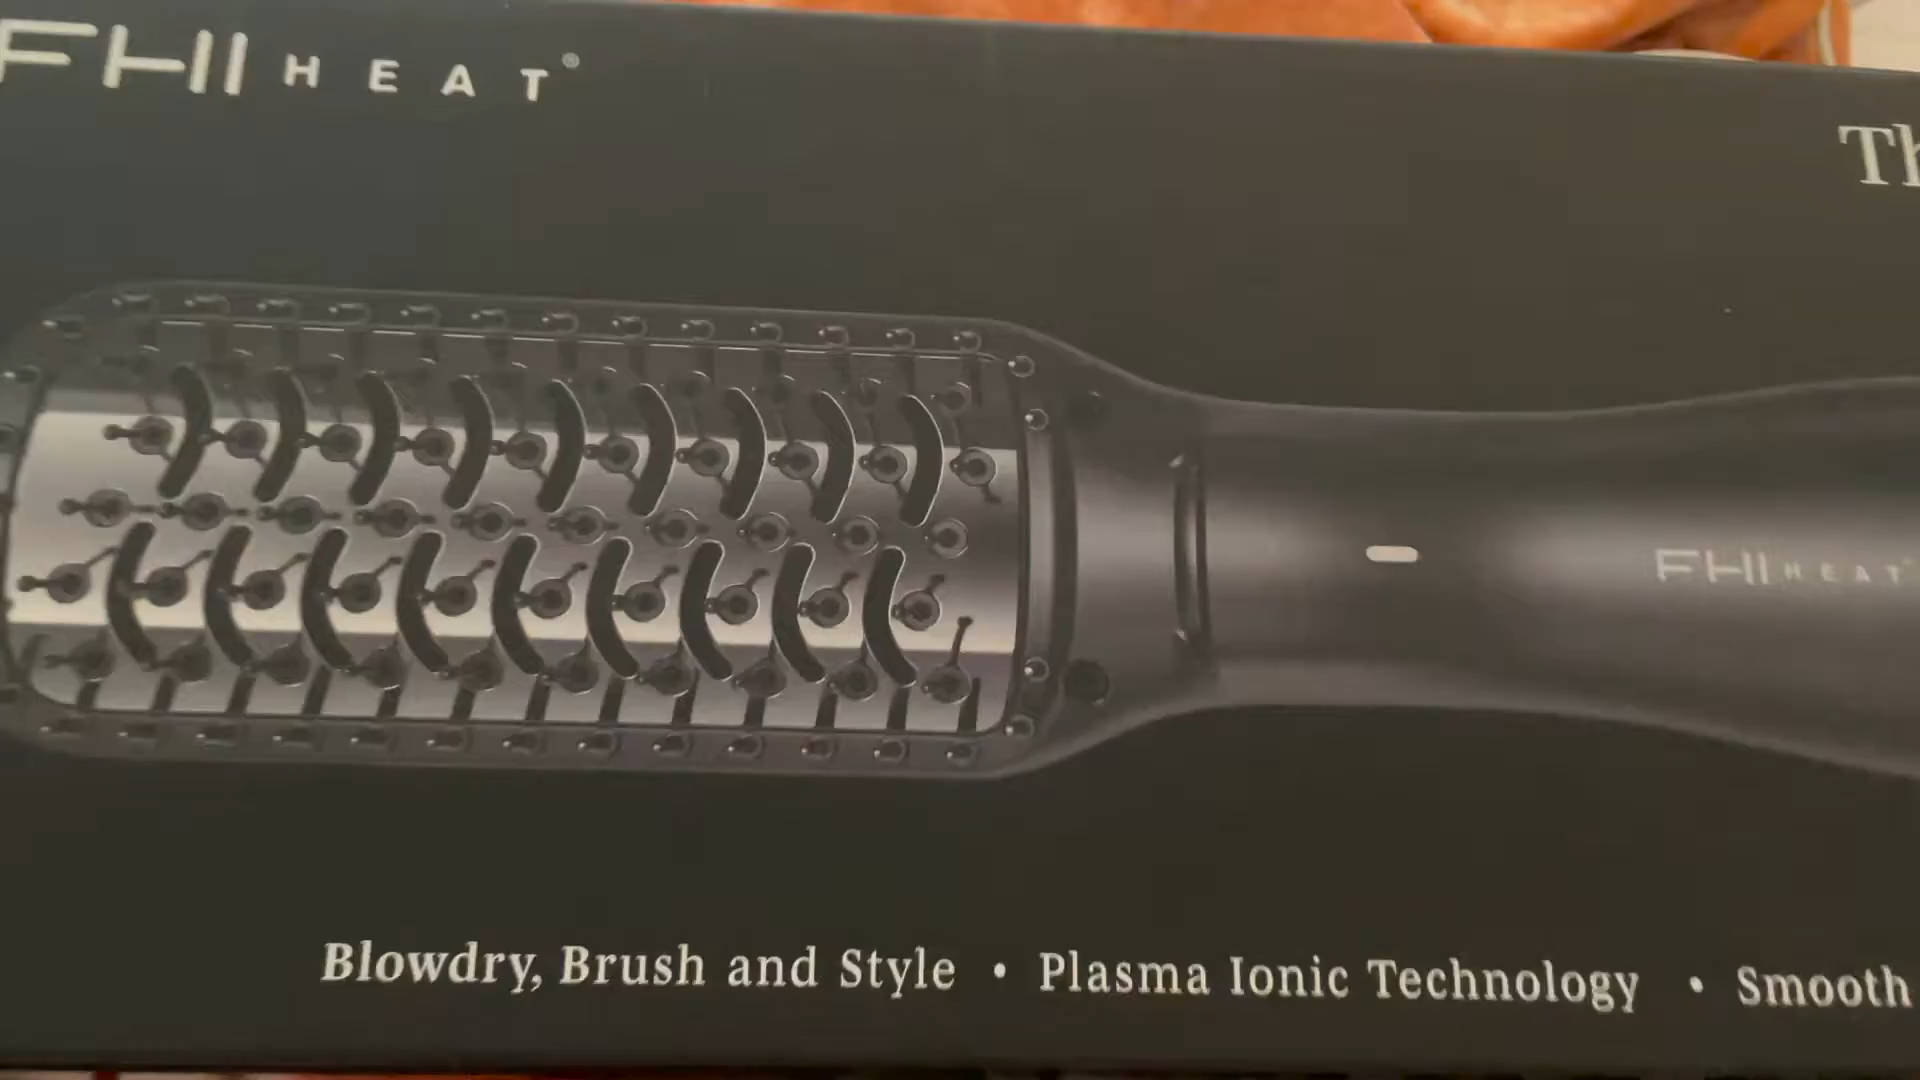 FHI HEAT®
FHI HEAT
Blowdry, Brush and Style • Plasma Ionic Technology • Smooth